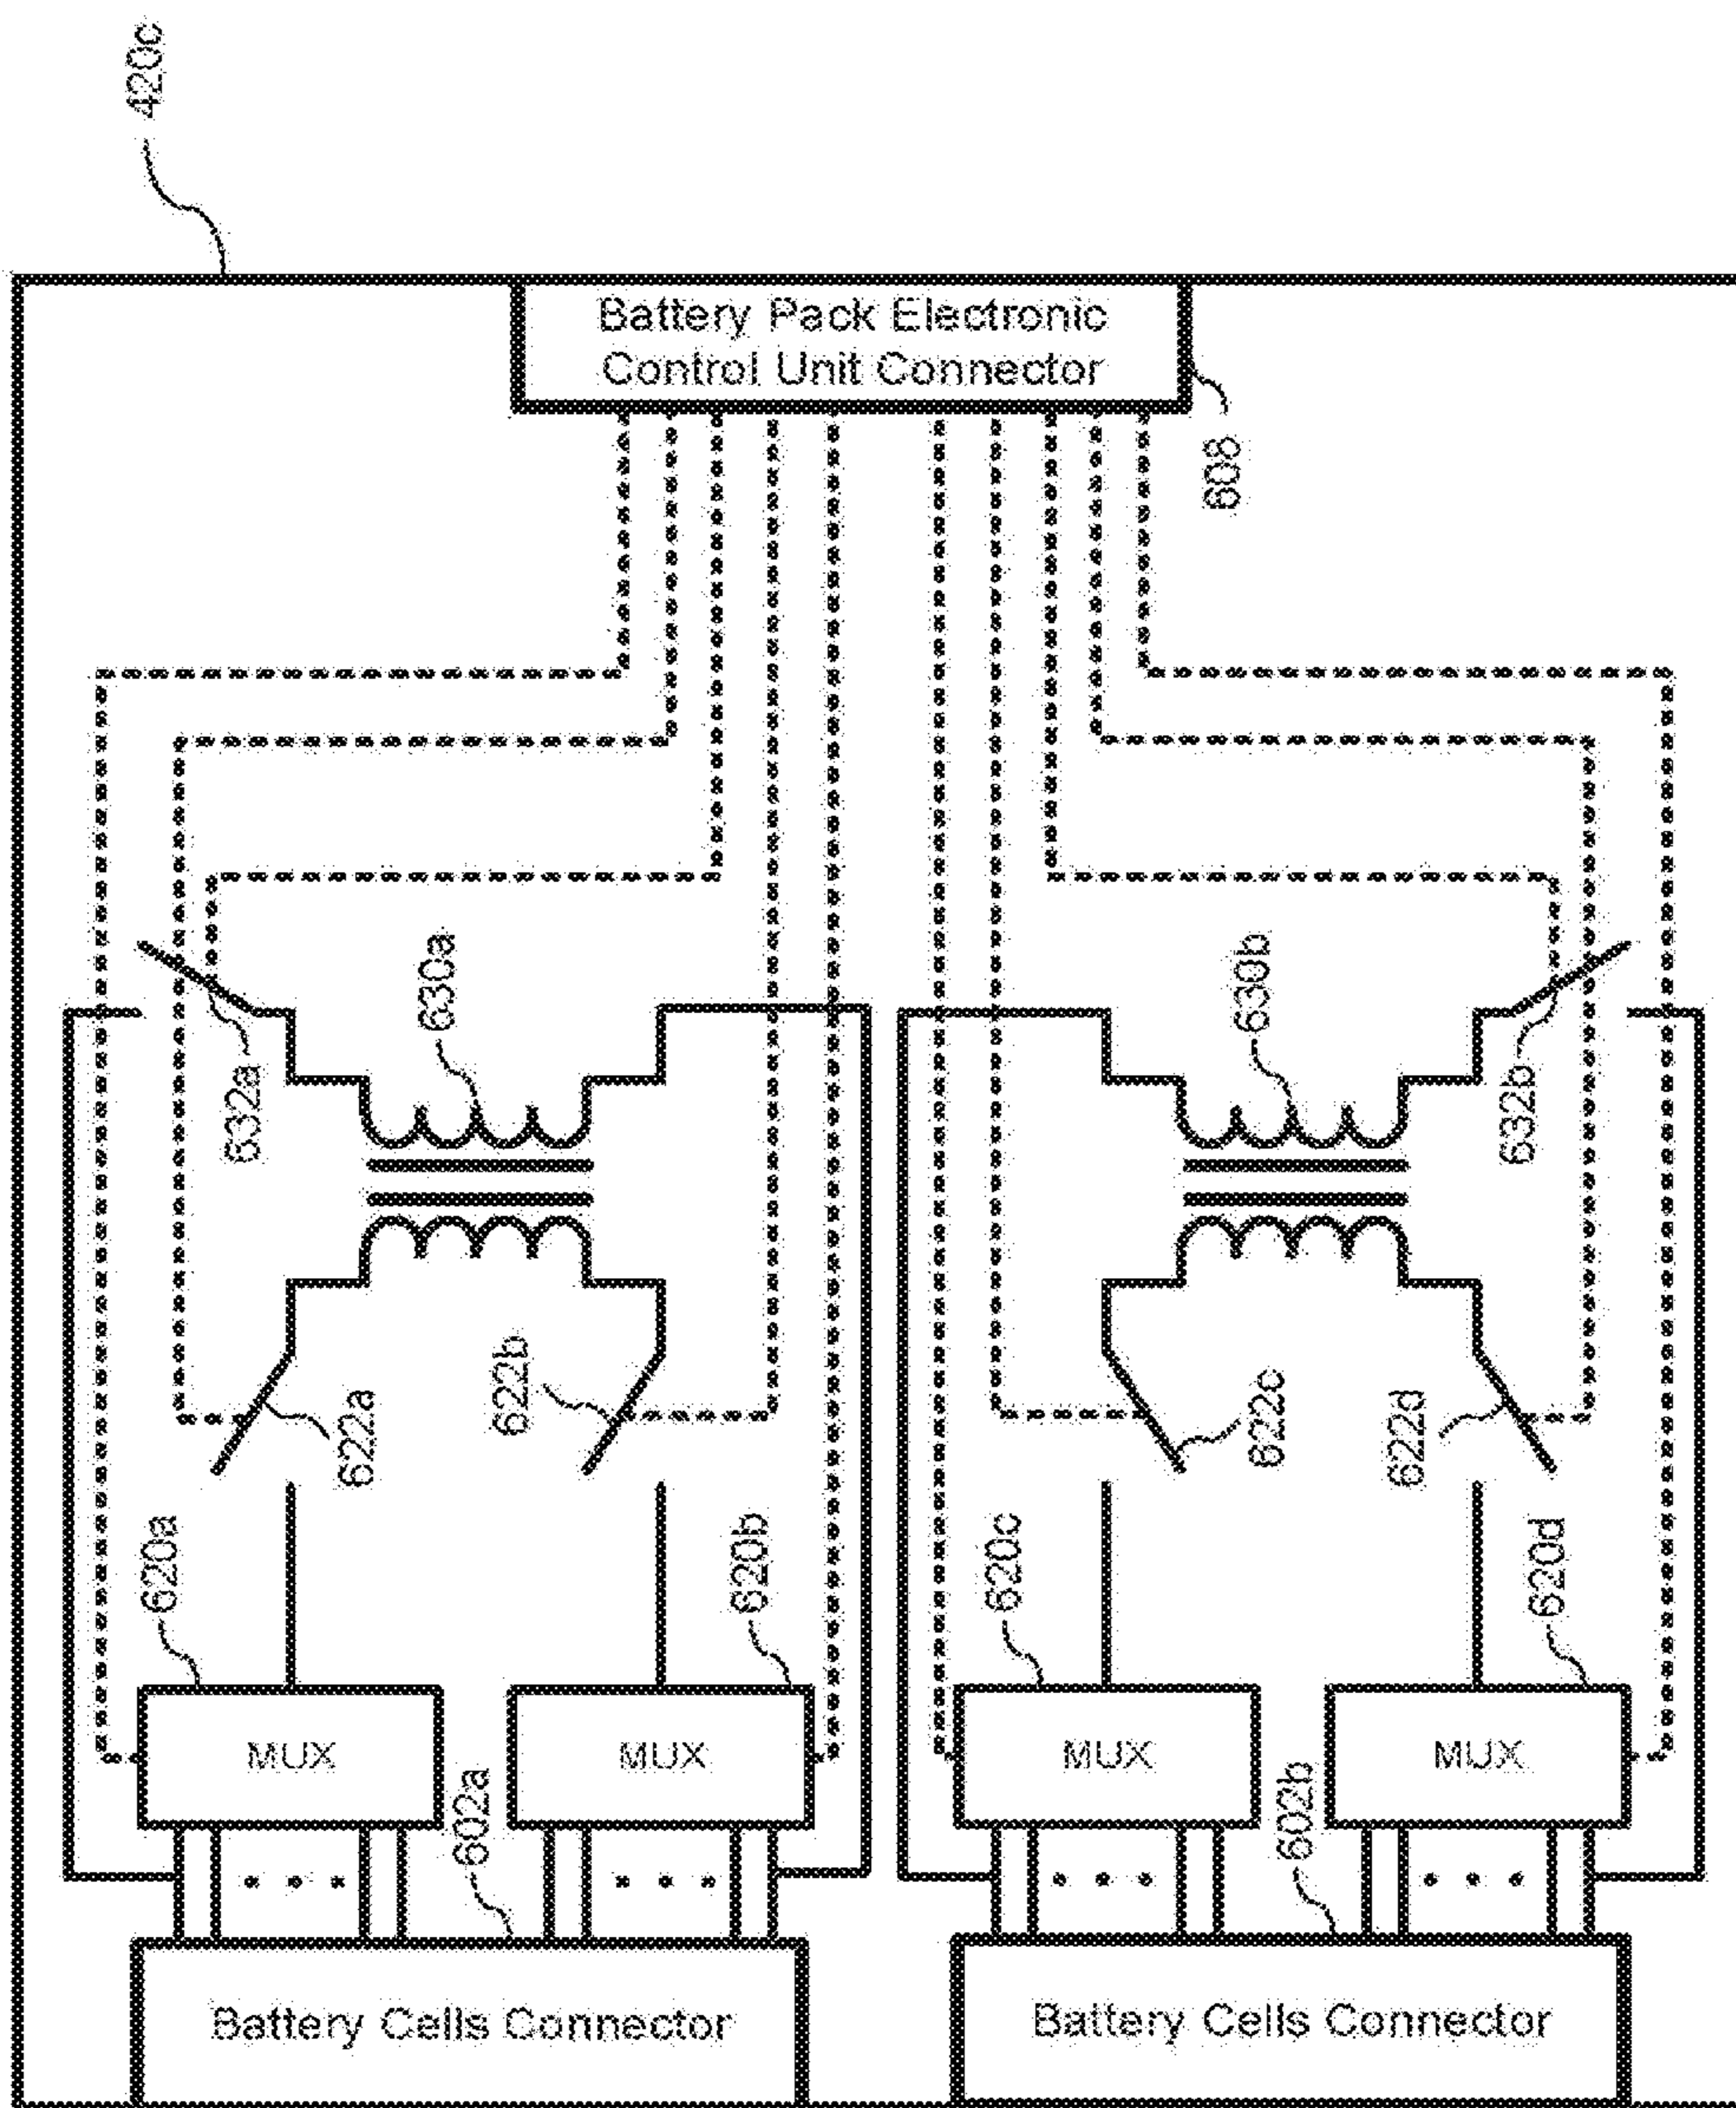 420c
Battery Pack Electronic
Control Unit Connector
608
632a
630a
630b
632b
622a
622b
622c
622d
620a
620b
620c
620d
MUX
MUX
MUX
MUX
602a
602b
Battery Cells Connector
Battery Cells Connector